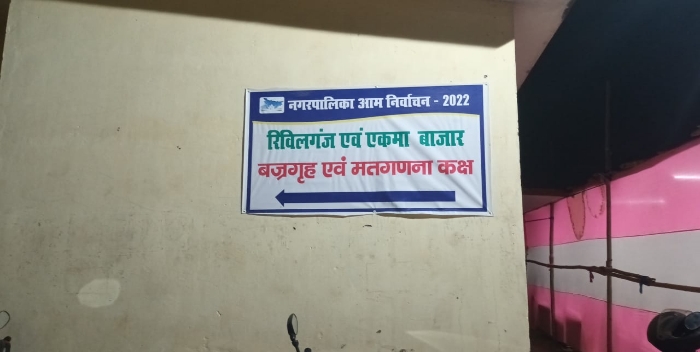 नगरपालिका आम निर्वाचन - 2022
रिविलगंज एवं एकमा बाजार
बज्रगृह एवं मतगणना कक्ष